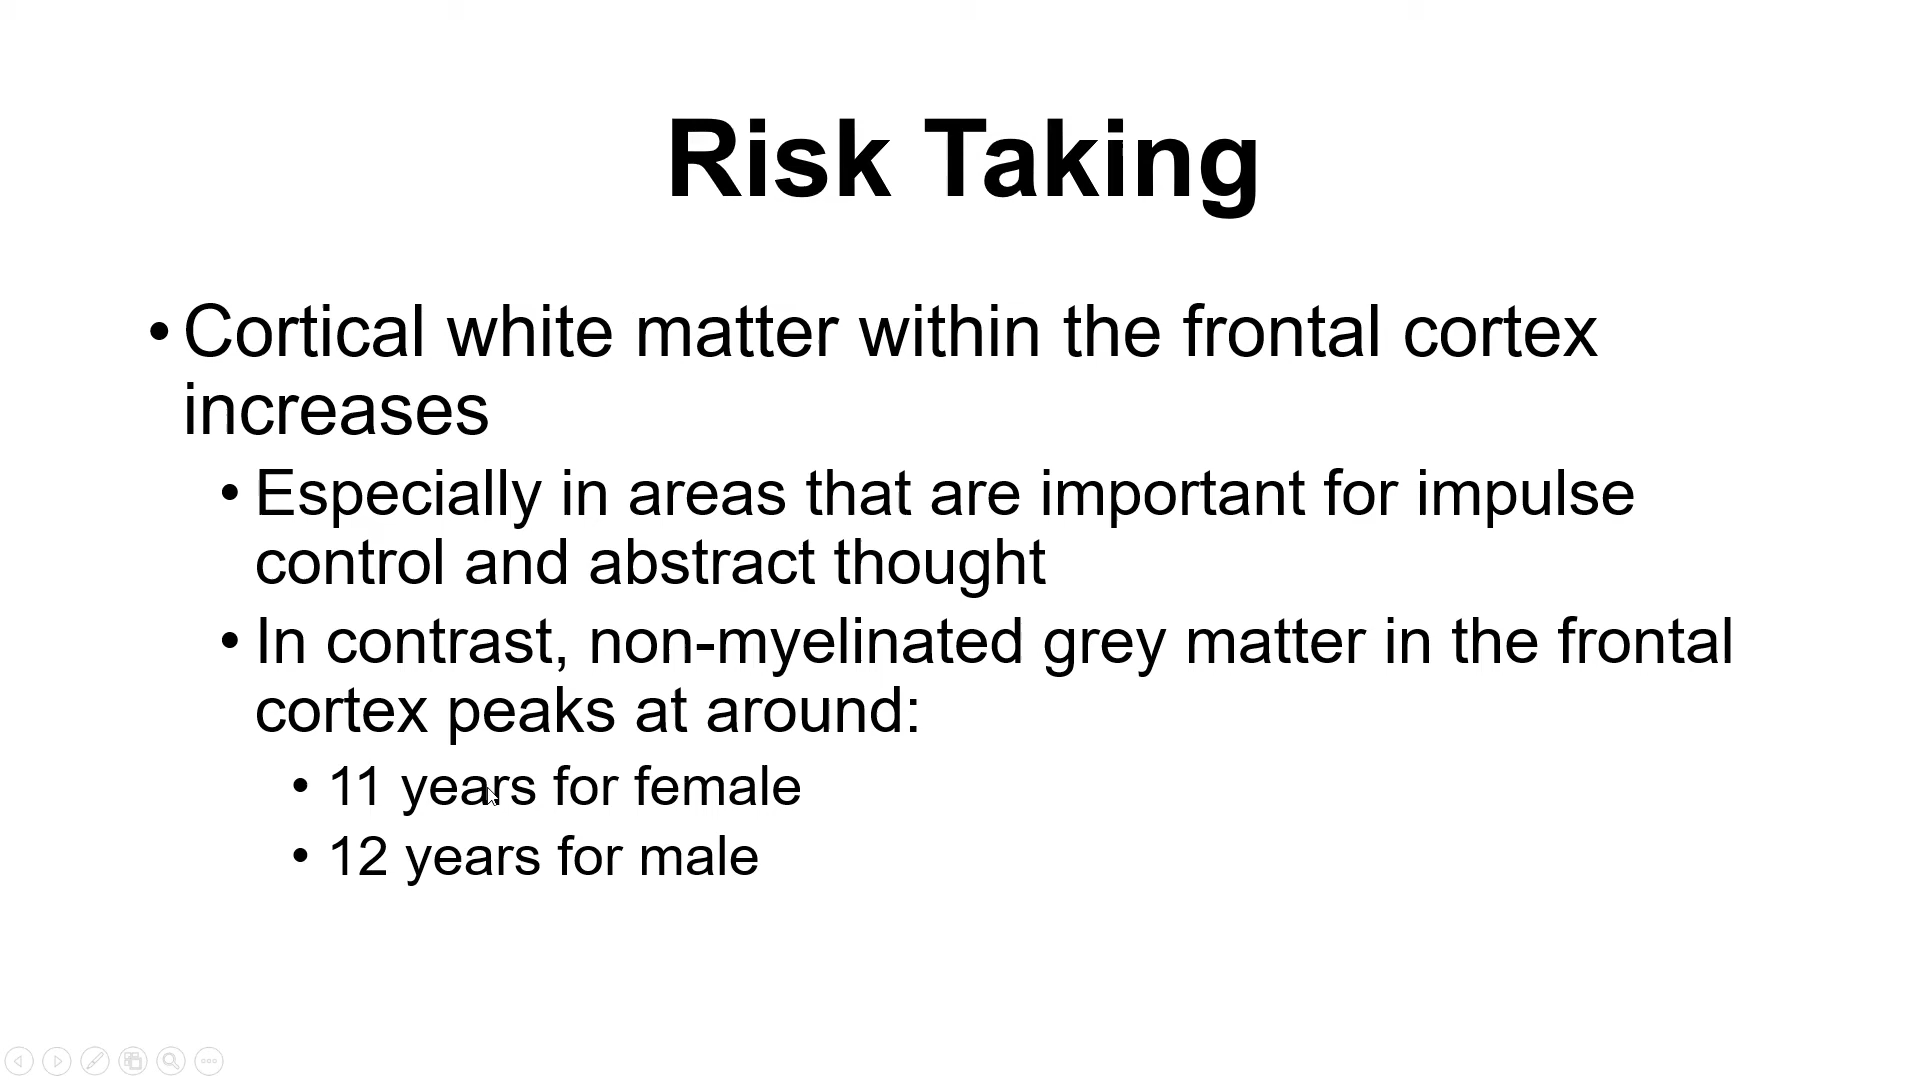 Risk Taking
• Cortical white matter within the frontal cortex
increases
• Especially in areas that are important for impulse
control and abstract thought
• In contrast, non-myelinated grey matter in the frontal
cortex peaks at around:
• 11 years for female
• 12 years for male